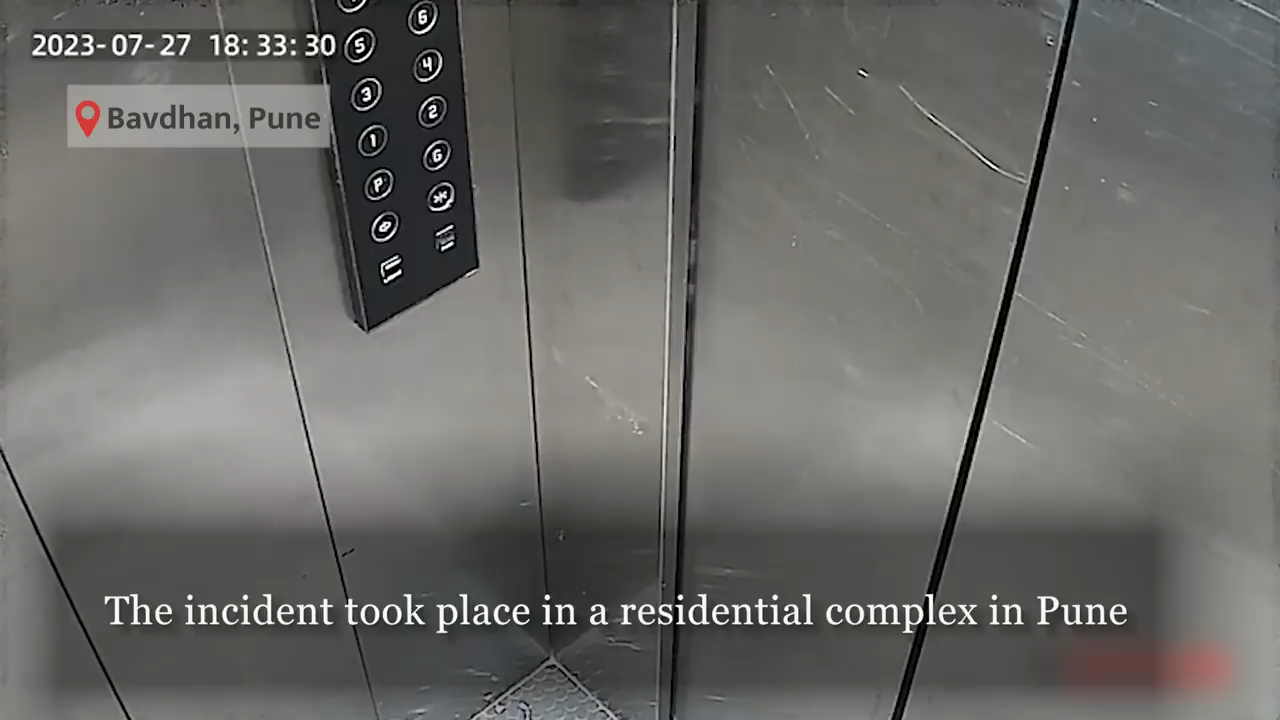 2023-07-27 18:33:30
Bavdhan, Pune
6
5
4
3
2
1
G
P
The incident took place in a residential complex in Pune